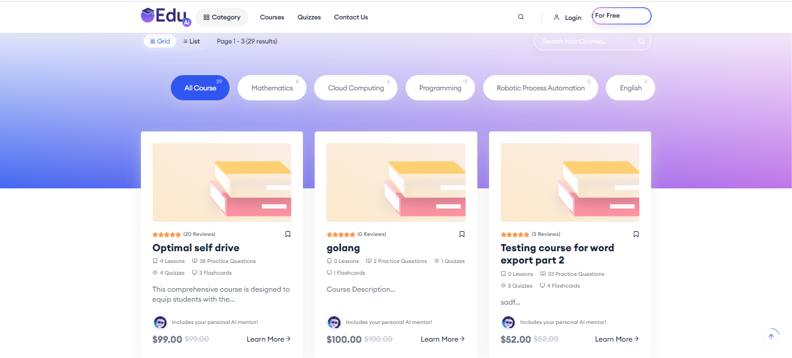 Edu
Ai
Category
Courses
Quizzes
Contact Us
Login
For Free
Grid
List
Page 1 - 3 (29 results)
Search Your Courses...
All Course
29
Mathematics
Cloud Computing
Programming
Robotic Process Automation
English
(20 Reviews)
Optimal self drive
4 Lessons 38 Practice Questions
4 Quizzes 3 Flashcards
This comprehensive course is designed to
equip students with the...
Includes your personal AI mentor!
$99.00 $99.00 Learn More
(0 Reviews)
golang
0 Lessons 2 Practice Questions 1 Quizzes
1 Flashcards
Course Description...
Includes your personal AI mentor!
$100.00 $100.00 Learn More
(3 Reviews)
Testing course for word
export part 2
0 Lessons 33 Practice Questions
5 Quizzes 4 Flashcards
sadf...
Includes your personal AI mentor!
$52.00 $52.00 Learn More